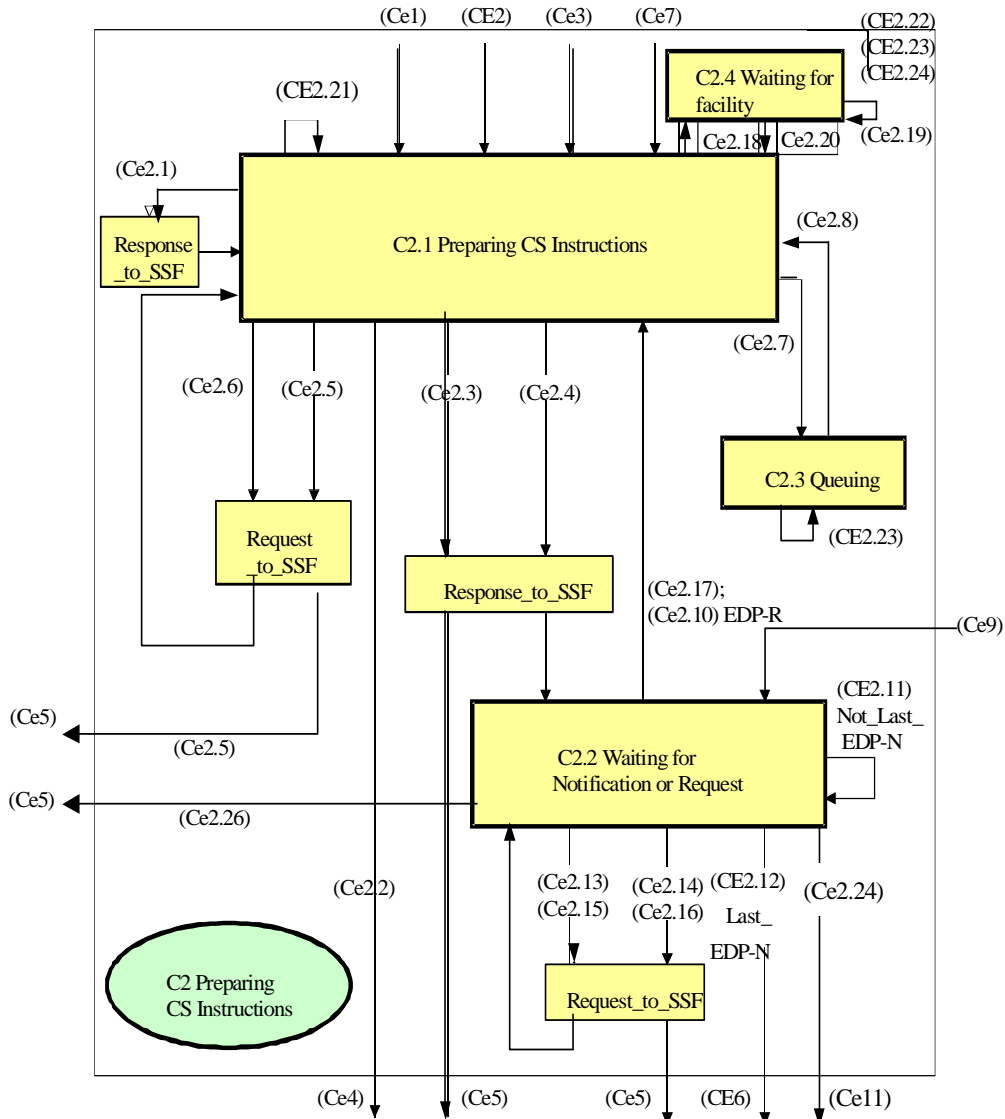 (Ce1)
(CE2)
(Ce3)
(Ce7)
(CE2.22)
(CE2.23)
(CE2.24)
C2.4 Waiting for
facility
(CE2.21)
(Ce2.18)
(Ce2.20)
(Ce2.19)
(Ce2.1)
Response
_to_SSF
C2.1 Preparing CS Instructions
(Ce2.8)
(Ce2.7)
(Ce2.6)
(Ce2.5)
(Ce2.3)
(Ce2.4)
C2.3 Queuing
(CE2.23)
Request
_to_SSF
Response_to_SSF
(Ce2.17);
(Ce2.10) EDP-R
(Ce9)
(CE2.11)
Not_Last_
EDP-N
(Ce5)
(Ce2.5)
C2.2 Waiting for
Notification or Request
(Ce5)
(Ce2.26)
(Ce2.2)
(Ce2.13)
(Ce2.15)
(Ce2.14)
(Ce2.16)
(CE2.12)
Last_
EDP-N
(Ce2.24)
C2 Preparing
CS Instructions
Request_to_SSF
(Ce4)
(Ce5)
(Ce5)
(CE6)
(Ce11)